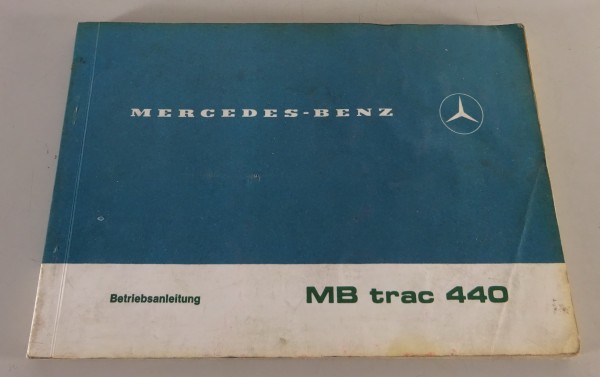 MERCEDES-BENZ
Betriebsanleitung MB trac 440